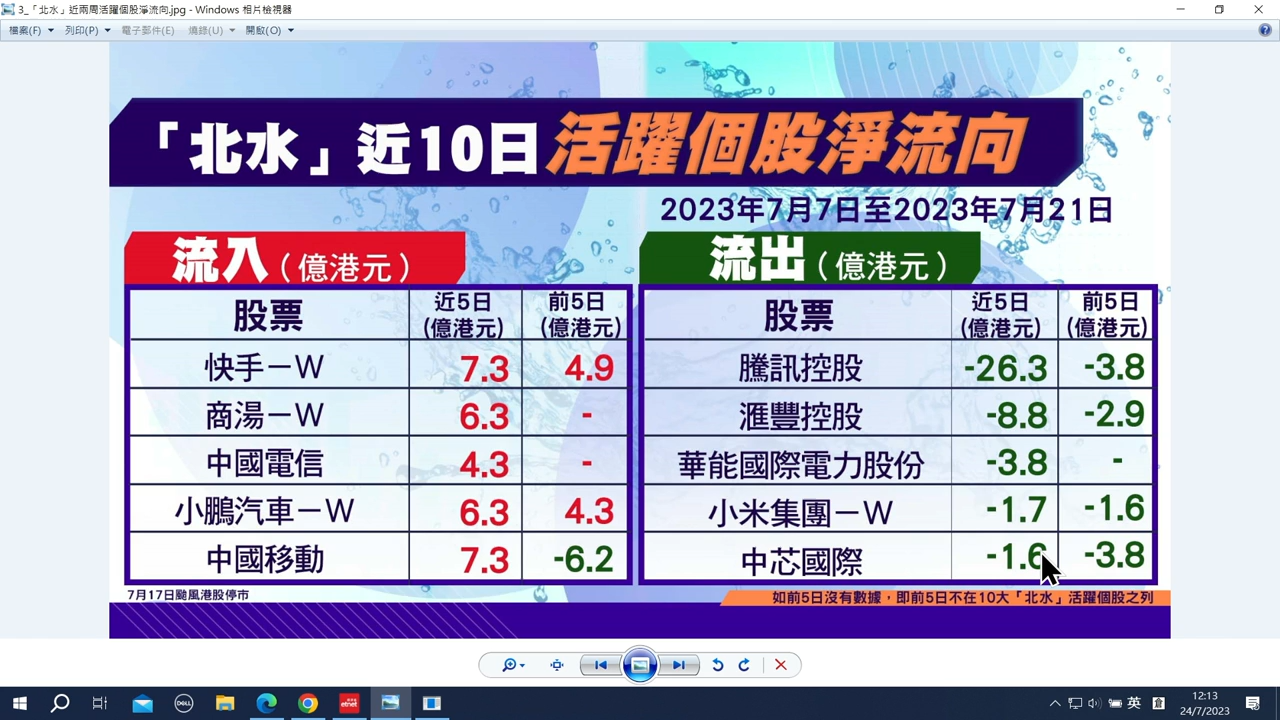 3_「北水」近兩周活躍個股淨流向.jpg - Windows 相片檢視器
檔案(F) 列印(P) 電子郵件(E) 燒錄(U) 開啟(O)
「北水」近10日活躍個股淨流向
2023年7月7日至2023年7月21日
流入(億港元)
股票 近5日(億港元) 前5日(億港元)
快手－W 7.3 4.9
商湯－W 6.3 -
中國電信 4.3 -
小鵬汽車－W 6.3 4.3
中國移動 7.3 -6.2
7月17日颱風港股停市
流出(億港元)
股票 近5日(億港元) 前5日(億港元)
騰訊控股 -26.3 -3.8
滙豐控股 -8.8 -2.9
華能國際電力股份 -3.8 -
小米集團－W -1.7 -1.6
中芯國際 -1.6 -3.8
如前5日沒有數據，即前5日不在10大「北水」活躍個股之列
DELL
etnet
英
12:13
24/7/2023